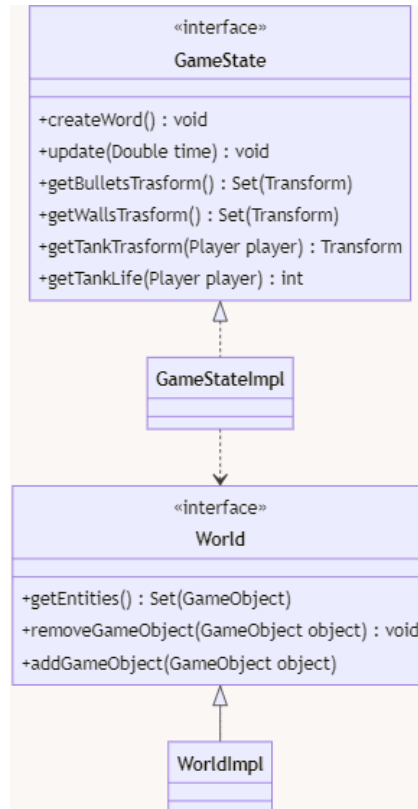 «interface»
GameState
+createWord() : void
+update(Double time) : void
+getBulletsTrasform() : Set(Transform)
+getWallsTrasform() : Set(Transform)
+getTankTrasform(Player player) : Transform
+getTankLife(Player player) : int
GameStateImpl
«interface»
World
+getEntities() : Set(GameObject)
+removeGameObject(GameObject object) : void
+addGameObject(GameObject object)
WorldImpl